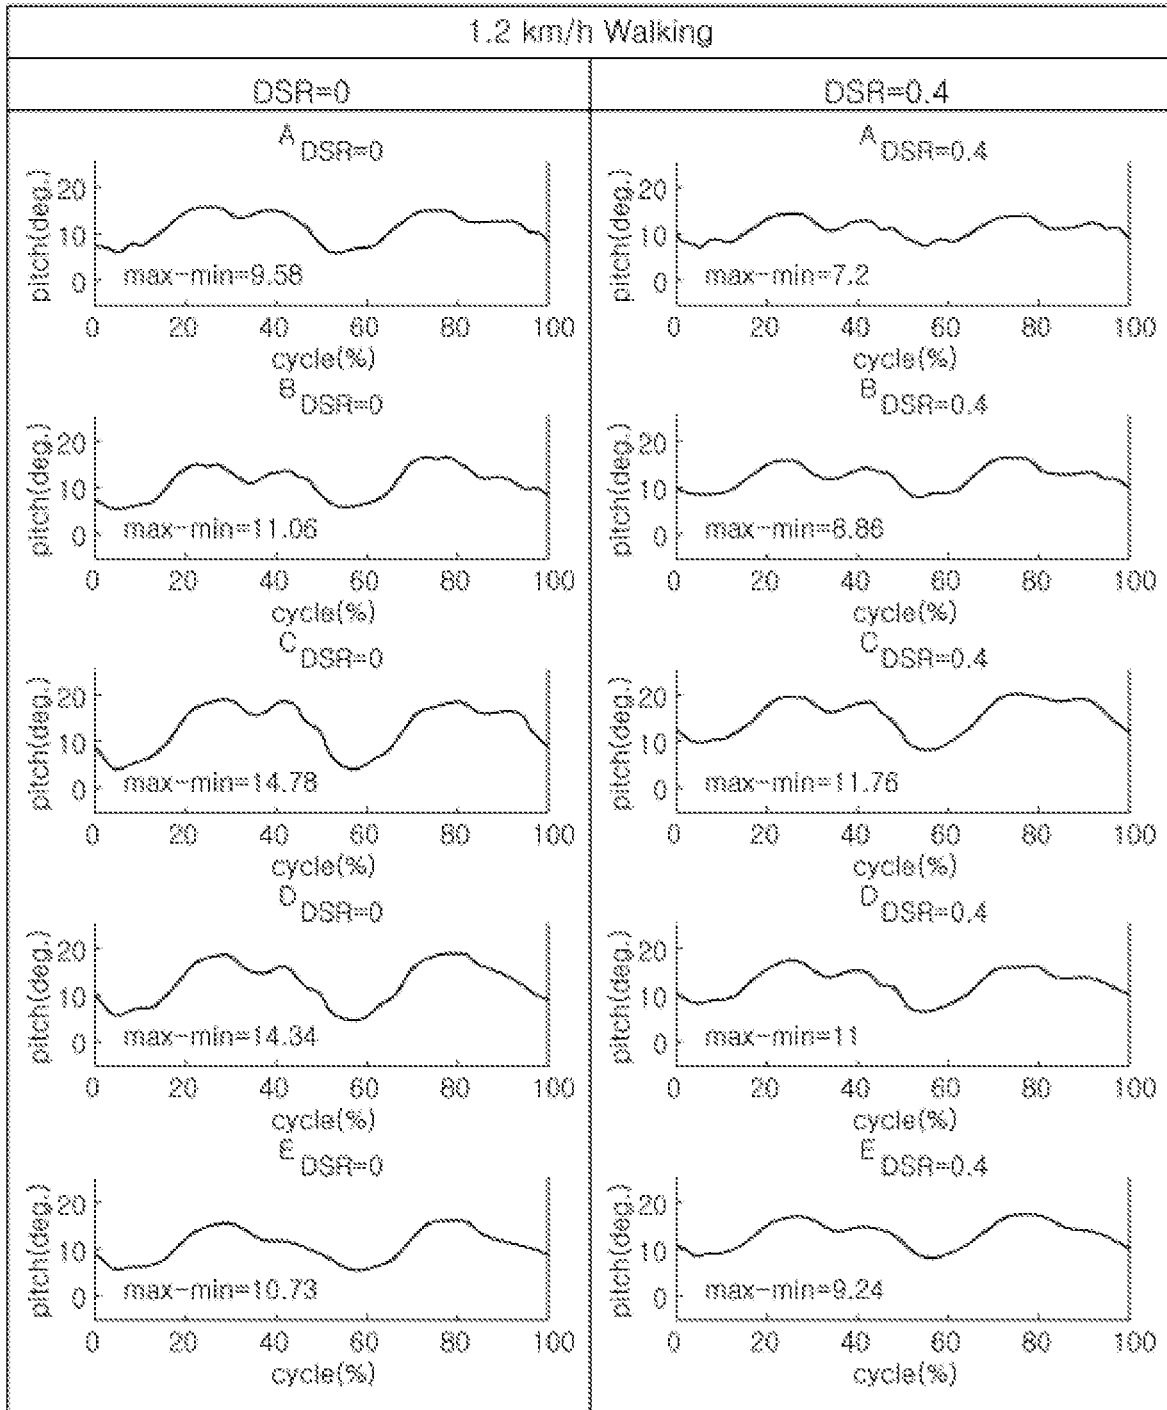 1.2 km/h Walking
DSR=0
DSR=0.4
A DSR=0
pitch(deg.)
20
10
0
max-min=9.58
0 20 40 60 80 100
cycle(%)
B DSR=0
pitch(deg.)
20
10
0
max-min=11.06
0 20 40 60 80 100
cycle(%)
C DSR=0
pitch(deg.)
20
10
0
max-min=14.78
0 20 40 60 80 100
cycle(%)
D DSR=0
pitch(deg.)
20
10
0
max-min=14.34
0 20 40 60 80 100
cycle(%)
E DSR=0
pitch(deg.)
20
10
0
max-min=10.73
0 20 40 60 80 100
cycle(%)
A DSR=0.4
pitch(deg.)
20
10
0
max-min=7.2
0 20 40 60 80 100
cycle(%)
B DSR=0.4
pitch(deg.)
20
10
0
max-min=8.86
0 20 40 60 80 100
cycle(%)
C DSR=0.4
pitch(deg.)
20
10
0
max-min=11.76
0 20 40 60 80 100
cycle(%)
D DSR=0.4
pitch(deg.)
20
10
0
max-min=11
0 20 40 60 80 100
cycle(%)
E DSR=0.4
pitch(deg.)
20
10
0
max-min=9.24
0 20 40 60 80 100
cycle(%)